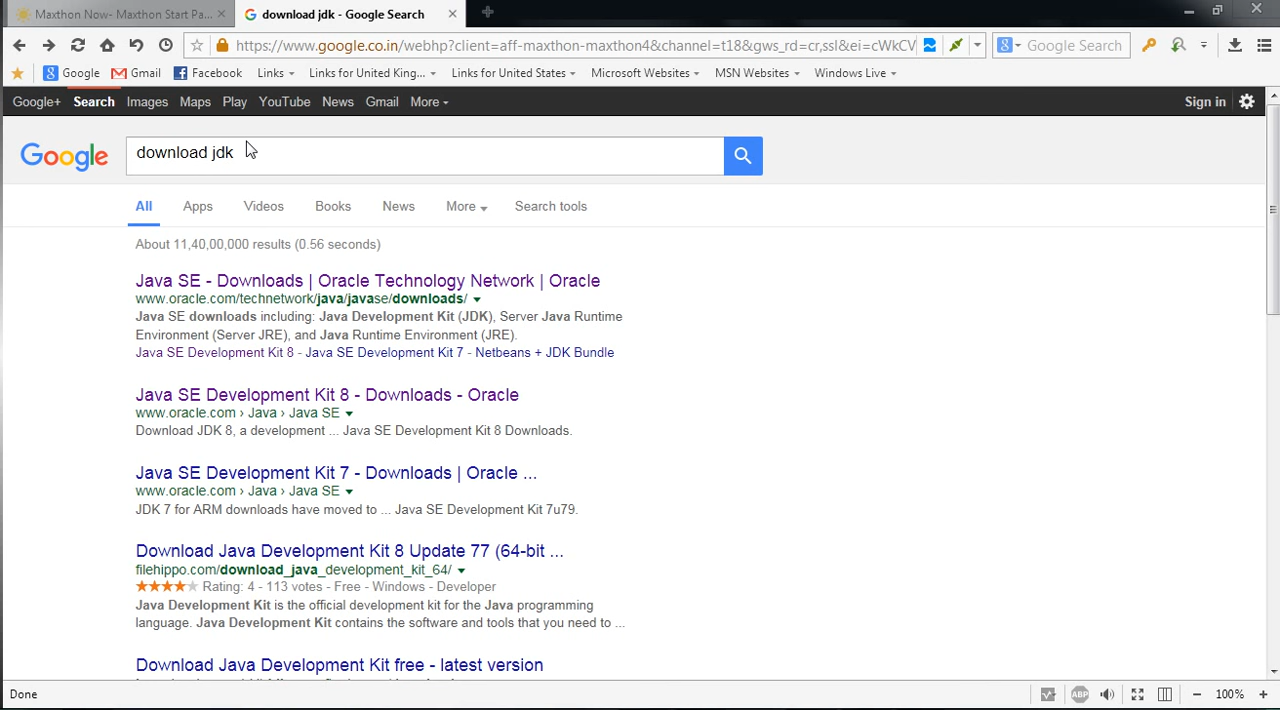 Maxthon Now- Maxthon Start Pa...
download jdk - Google Search
https://www.google.co.in/webhp?client=aff-maxthon-maxthon4&channel=t18&gws_rd=cr,ssl&ei=cWkCV
Google Search
Google Gmail Facebook Links Links for United King... Links for United States Microsoft Websites MSN Websites Windows Live
Google+ Search Images Maps Play YouTube News Gmail More Sign in
Google download jdk
All Apps Videos Books News More Search tools
About 11,40,00,000 results (0.56 seconds)
Java SE - Downloads | Oracle Technology Network | Oracle
www.oracle.com/technetwork/java/javase/downloads/
Java SE downloads including: Java Development Kit (JDK), Server Java Runtime
Environment (Server JRE), and Java Runtime Environment (JRE).
Java SE Development Kit 8 - Java SE Development Kit 7 - Netbeans + JDK Bundle
Java SE Development Kit 8 - Downloads - Oracle
www.oracle.com › Java › Java SE
Download JDK 8, a development ... Java SE Development Kit 8 Downloads.
Java SE Development Kit 7 - Downloads | Oracle ...
www.oracle.com › Java › Java SE
JDK 7 for ARM downloads have moved to ... Java SE Development Kit 7u79.
Download Java Development Kit 8 Update 77 (64-bit ...
filehippo.com/download_java_development_kit_64/
Rating: 4 - 113 votes - Free - Windows - Developer
Java Development Kit is the official development kit for the Java programming
language. Java Development Kit contains the software and tools that you need to ...
Download Java Development Kit free - latest version
Done ABP 100%